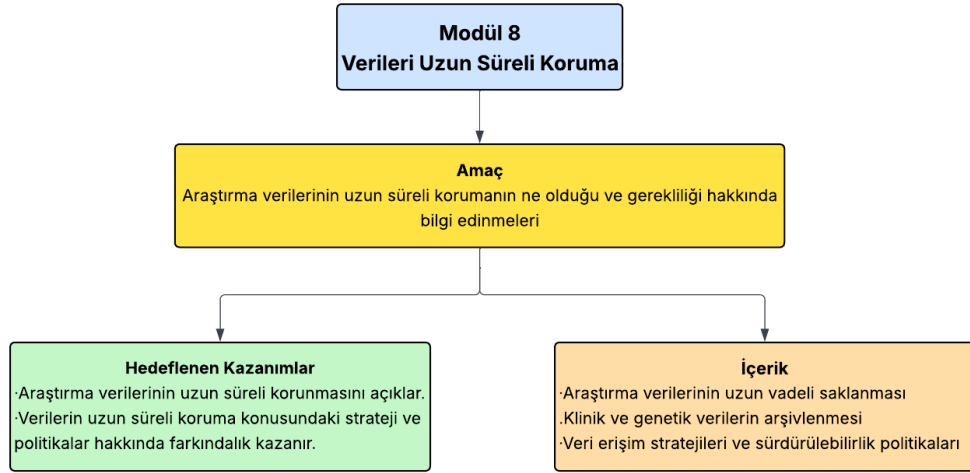 Modül 8
Verileri Uzun Süreli Koruma
Amaç
Araştırma verilerinin uzun süreli korumanın ne olduğu ve gerekliliği hakkında
bilgi edinmeleri
Hedeflenen Kazanımlar
·Araştırma verilerinin uzun süreli korunmasını açıklar.
·Verilerin uzun süreli koruma konusundaki strateji ve
politikalar hakkında farkındalık kazanır.
İçerik
·Araştırma verilerinin uzun vadeli saklanması
.Klinik ve genetik verilerin arşivlenmesi
·Veri erişim stratejileri ve sürdürülebilirlik politikaları